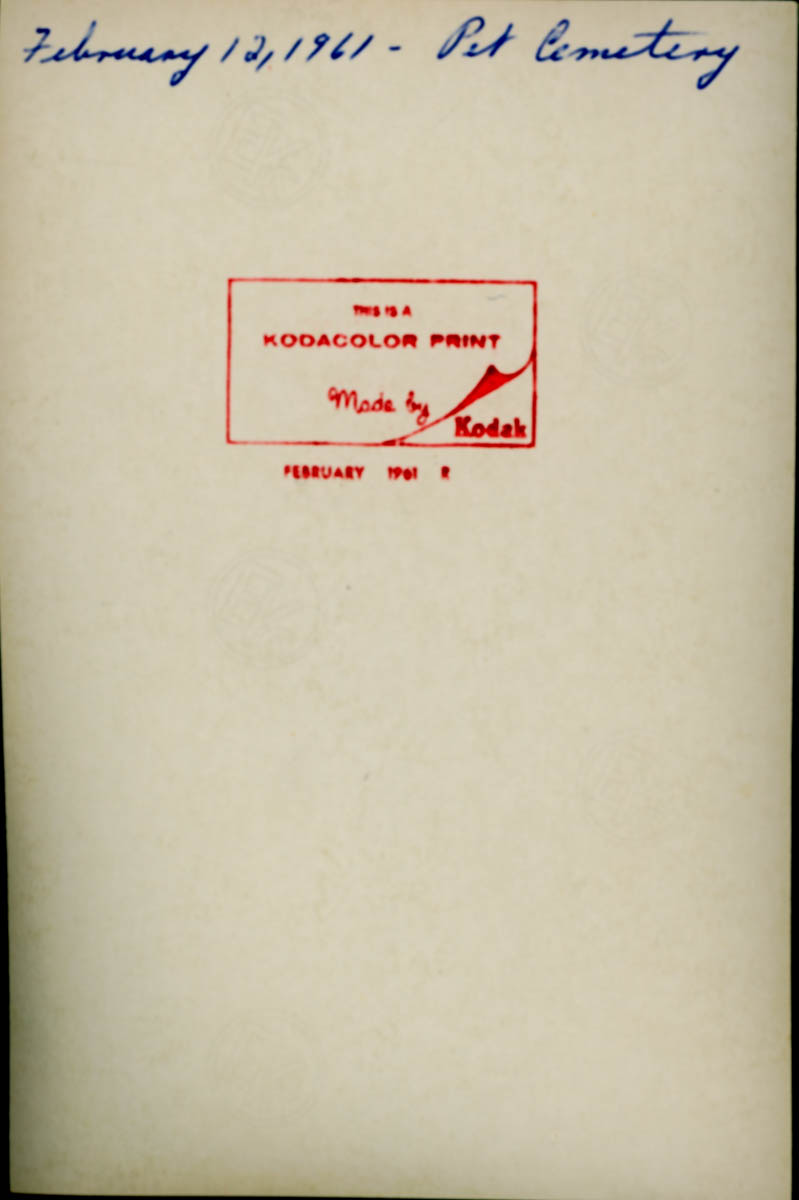 February 12, 1961 - Pet Cemetery
THIS IS A
KODACOLOR PRINT
Made by
Kodak
FEBRUARY 1961 R